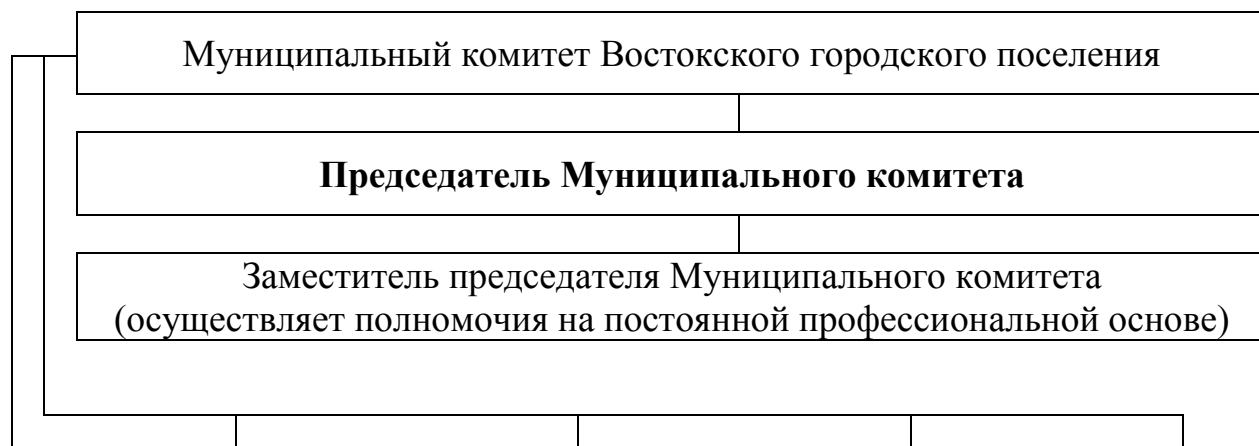 Муниципальный комитет Востокского городского поселения
Председатель Муниципального комитета
Заместитель председателя Муниципального комитета
(осуществляет полномочия на постоянной профессиональной основе)